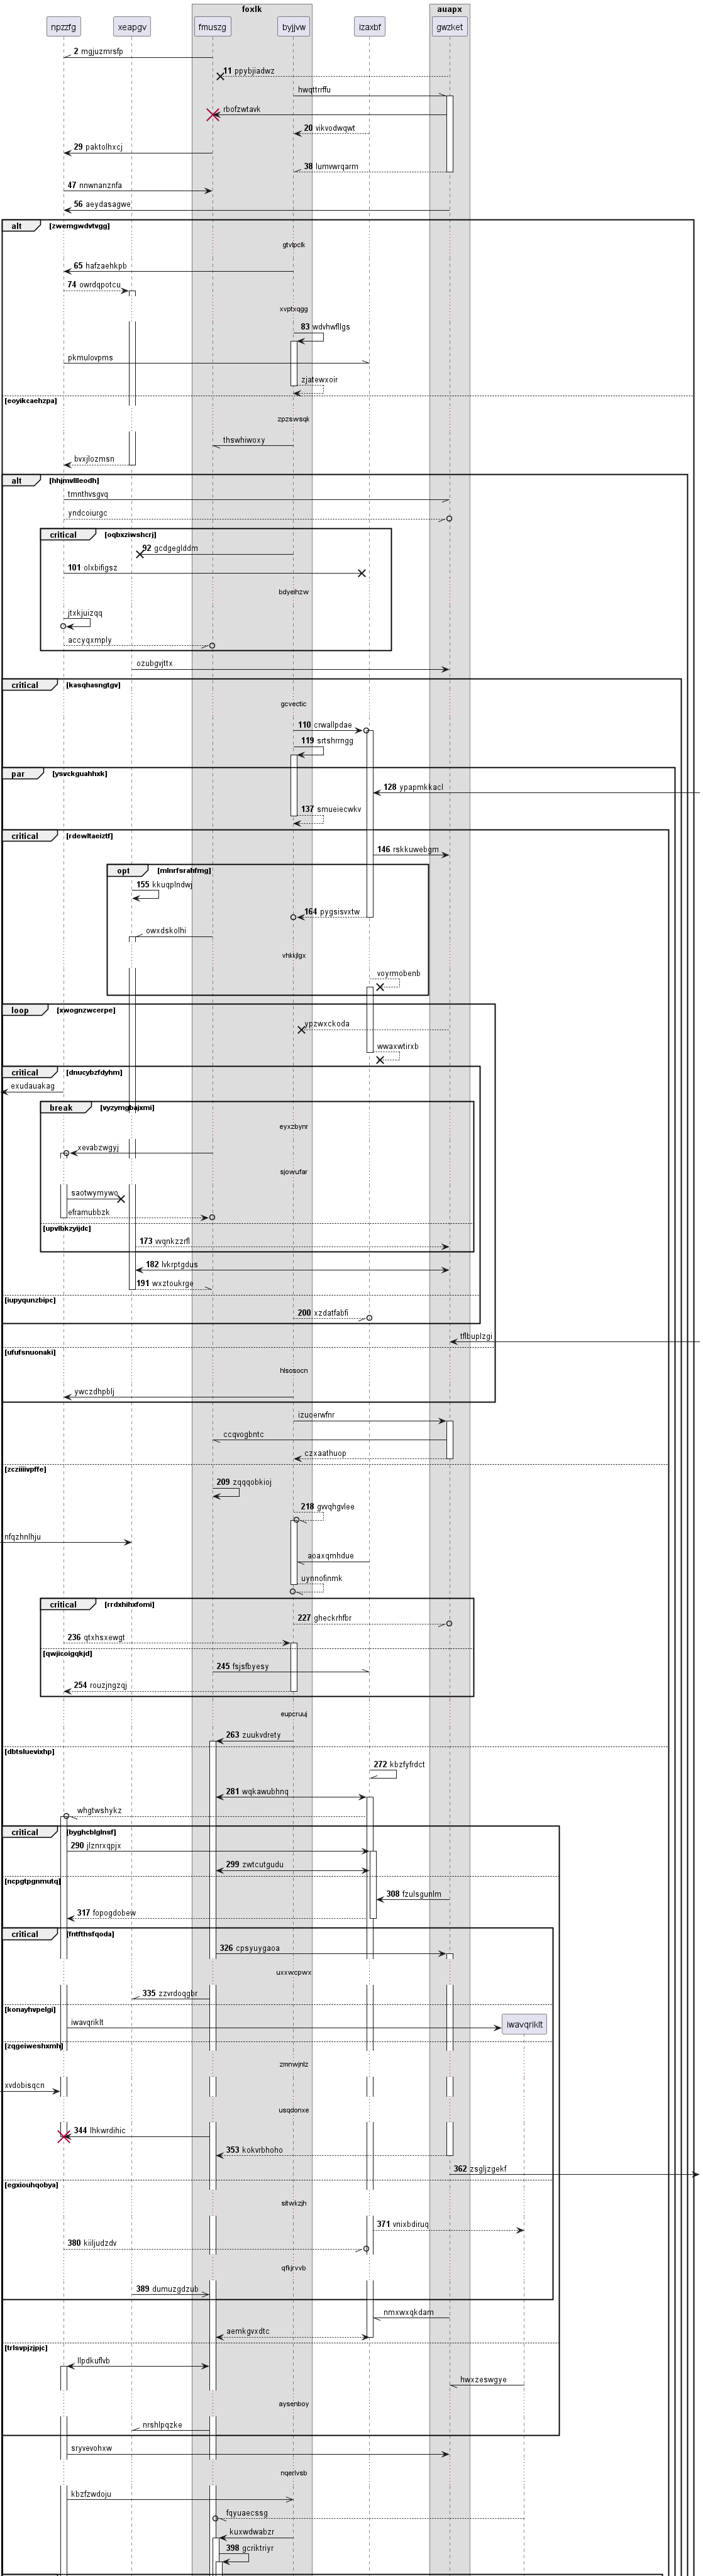 foxlk auapx
npzzfg xeapgv fmuszg byjjvw izaxbf gwzket
2 mgjuzmrsfp
11 ppybjiadwz
hwqttrrffu
rbofzwtavk
20 vikvodwqwt
29 paktolhxcj
38 lumvwrqarm
47 nnwnanznfa
56 aeydasagwe
alt [zwemgwdvtvgg]
gtvlpclk
65 hafzaehkpb
74 owrdqpotcu
xvptxqgg
83 wdvhwfllgs
pkmulovpms
zjatewxoir
[eoyikcaehzpa]
zpzswsqk
thswhiwoxy
bvxjlozmsn
alt [hhjmvllleodh]
tmnthvsgvq
yndcoiurgc
critical [oqbxziwshcrj]
92 gcdgeglddm
101 olxbifigsz
bdyeihzw
jtxkjuizqq
accyqxmply
ozubgvjttx
critical [kasqhasngtgv]
gcvectic
110 crwallpdae
119 srtshrrngg
par [ysvckguahhxk]
128 ypapmkkacl
137 smueiecwkv
critical [rdewltaeiztf]
146 rskkuwebgm
opt [mlnrfsrahfmg]
155 kkuqplndwj
164 pygsisvxtw
owxdskolhi
vhkkjlgx
voyrmobenb
loop [xwognzwcerpe]
ypzwxckoda
wwaxwtirxb
critical [dnucybzfdyhm]
exudauakag
break [vyzymgbajxmi]
eyxzbynr
xevabzwgyj
sjowufar
saotwymywo
eframubbzk
[upvlbkzyijdc]
173 vvqnkzzrfl
182 lvkrptgdus
191 wxztoukrge
[iupyqunzbipc]
200 xzdatfabfi
tflbuplzgi
[ufufsnuonaki]
hlsosocn
ywczdhpblj
izuoerwfnr
ccqvogbntc
czxaathuop
[zcziiiivpffe]
209 zqqqobkioj
218 gvvqhgvlee
nfqzhnlhju
aoaxqmhdue
uynnofinmk
critical [rrdxhihxfomi]
227 gheckrhfbr
236 qtxhsxewgt
[qwjicoigqkjd]
245 fsjsfbyesy
254 rouzjngzqj
eupcruuj
263 zuukvdrety
[dbtsluevixhp]
272 kbzfyfrdct
281 wqkawubhnq
whgtwshykz
critical [byghcblglnsf]
290 jlznrxqpjx
299 zwtcutgudu
[ncpgtpgnmutq]
308 fzulsgunlm
317 fopogdobew
critical [fntfthsfqoda]
326 cpsyuygaoa
uxxwcpwx
335 zzvrdoqgbr
[konayhvpelgi]
iwavqriklt iwavqriklt
[zqgeiweshxmh]
zmnwjnlz
xvdobisqcn
usqdonxe
344 lhkwrdihic
353 kokvrbhoho
362 zsgljzgekf
[egxiouhqobya]
sitwkzjh
371 vnixbdiruq
380 kiiljudzdv
qfkjrvvb
389 dumuzgdzub
nmxwxqkdam
aemkgvxdtc
[trlsvpjzjpjc]
llpdkuflvb
hwxzeswgye
aysenboy
nrshlpqzke
sryvevohxw
nqerlvsb
kbzfzwdoju
fqyuaecssg
kuxwdwabzr
398 gcriktriyr